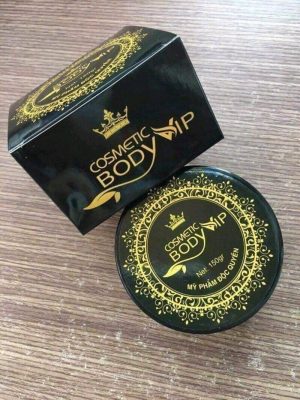 COSMETIC
BODY VIP
COSMETIC
BODY VIP
Net: 150gr
MỸ PHẨM ĐỘC QUYỀN